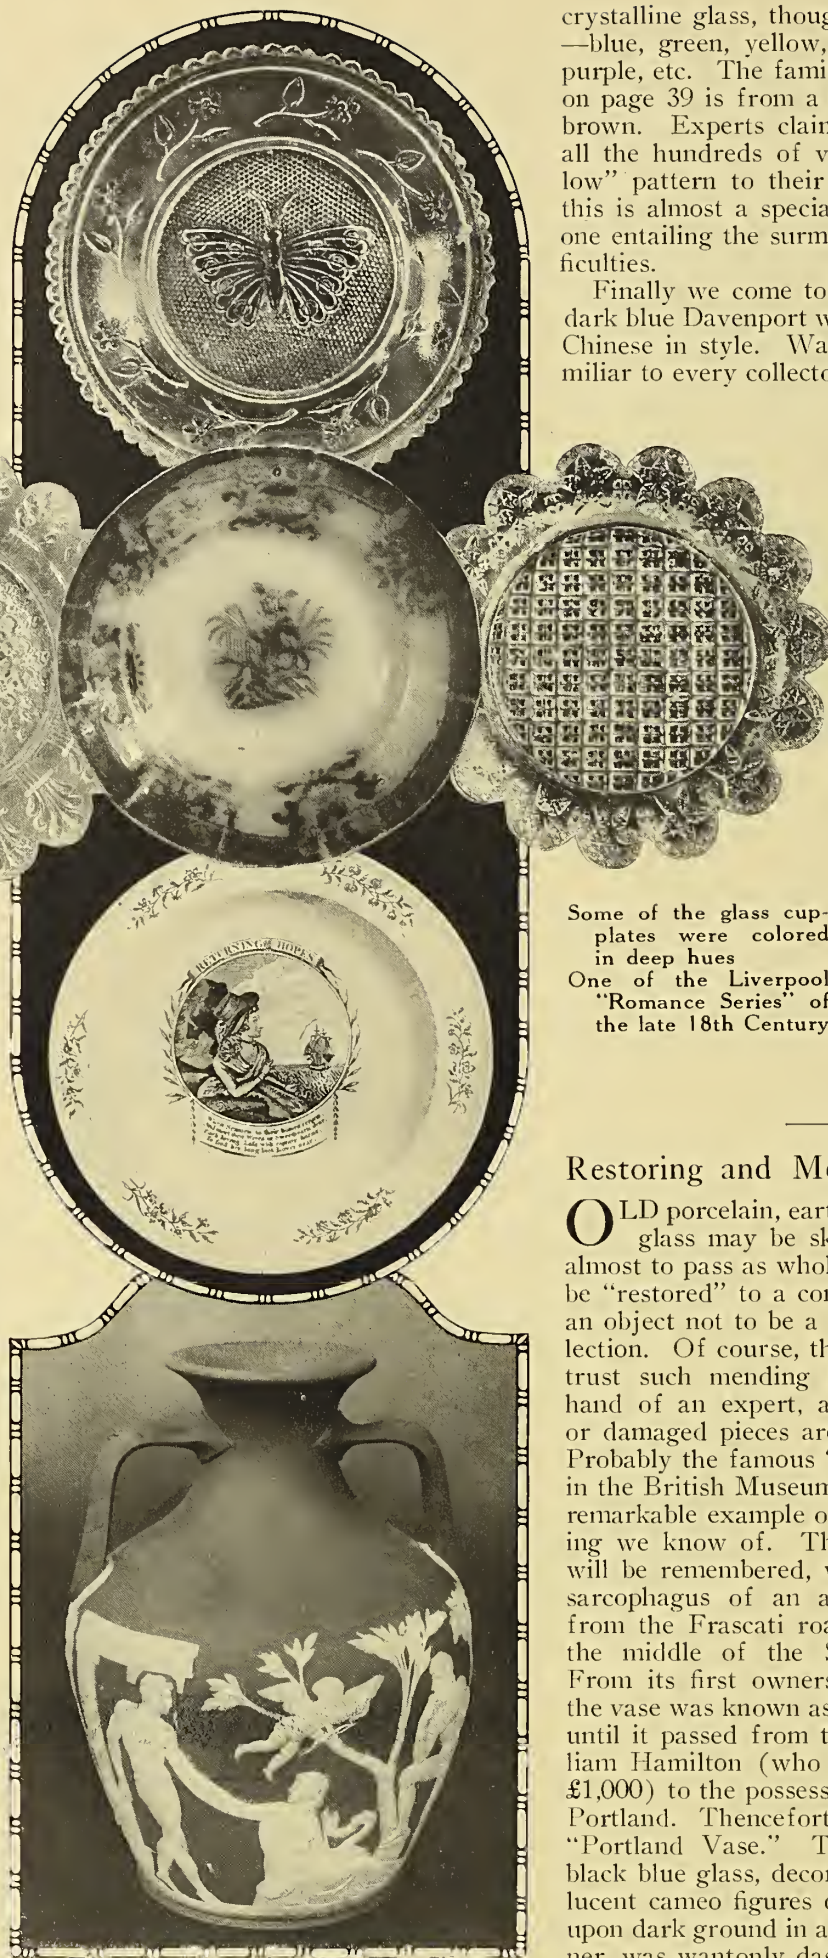 crystalline glass, thoug
—blue, green, yellow,
purple, etc. The fami
on page 39 is from a
brown. Experts claim
all the hundreds of v
low” pattern to their
this is almost a specia
one entailing the surm
ficulties.
Finally we come to
dark blue Davenport w
Chinese in style. Wa
miliar to every collecto
RETURNING HOPES
Some of the glass cup-
plates were colored
in deep hues
One of the Liverpool
“Romance Series” of
the late 18th Century
Restoring and Me
OLD porcelain, eart
glass may be sk
almost to pass as whol
be “restored” to a con
an object not to be a
lection. Of course, th
trust such mending
hand of an expert, a
or damaged pieces are
Probably the famous “
in the British Museum
remarkable example o
ing we know of. Th
will be remembered, w
sarcophagus of an a
from the Frascati roa
the middle of the S
From its first owners
the vase was known as
until it passed from t
liam Hamilton (who
£1,000) to the possess
Portland. Thencefort
“Portland Vase.” T
black blue glass, decor
lucent cameo figures o
upon dark ground in a
ner, was wantonly da